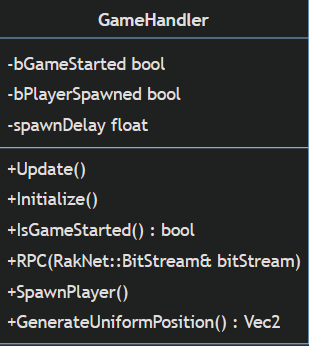 GameHandler
-bGameStarted bool
-bPlayerSpawned bool
-spawnDelay float
+Update()
+Initialize()
+IsGameStarted() : bool
+RPC(RakNet::BitStream& bitStream)
+SpawnPlayer()
+GenerateUniformPosition() : Vec2